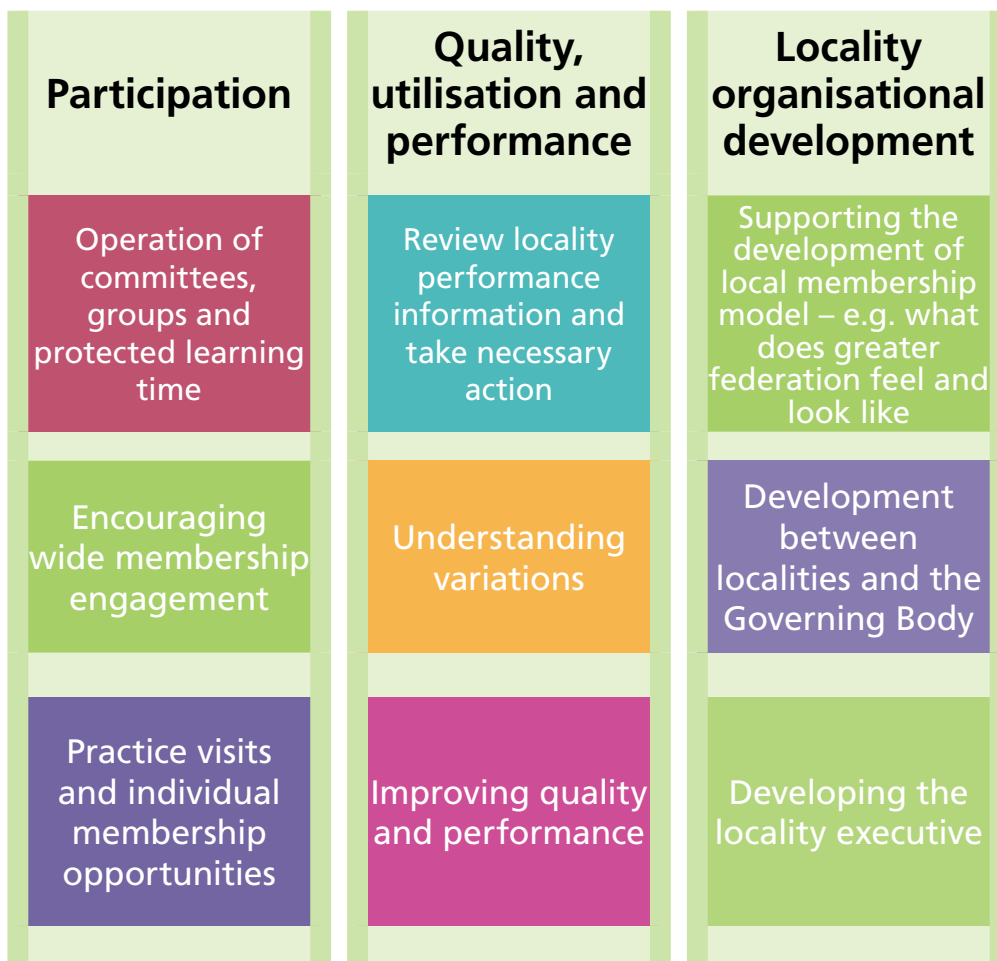 Participation
Operation of
committees,
groups and
protected learning
time
Encouraging
wide membership
engagement
Practice visits
and individual
membership
opportunities
Quality,
utilisation and
performance
Review locality
performance
information and
take necessary
action
Understanding
variations
Improving quality
and performance
Locality
organisational
development
Supporting the
development of
local membership
model – e.g. what
does greater
federation feel and
look like
Development
between
localities and the
Governing Body
Developing the
locality executive